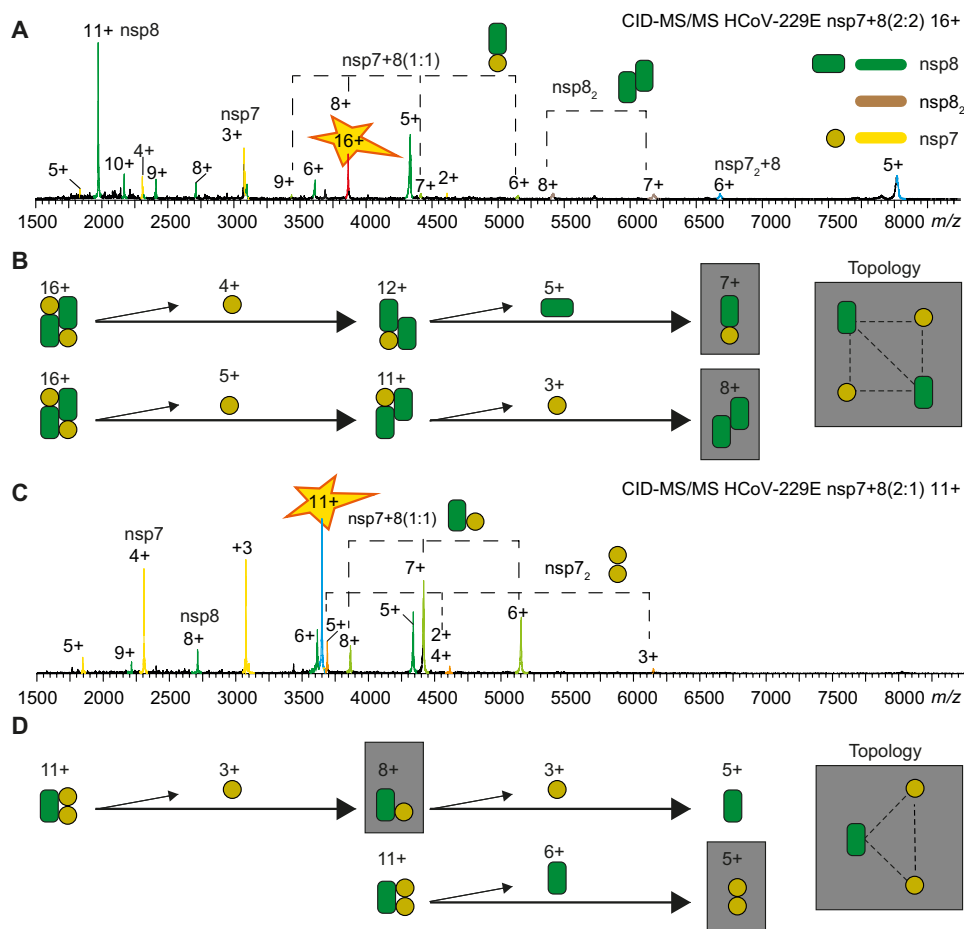 A
CID-MS/MS HCoV-229E nsp7+8(2:2) 16+
11+ nsp8
nsp7+8(1:1)
nsp8₂
nsp8
nsp8₂
nsp7
nsp7
3+
8+
16+
5+
5+
4+
10+
9+
8+
9+
6+
7+
2+
6+
8+
7+
nsp7₂+8
6+
5+
1500 2000 2500 3000 3500 4000 4500 5000 5500 6000 6500 7000 7500 8000 m/z
B
16+ 4+ 12+ 5+ 7+
Topology
16+ 5+ 11+ 3+ 8+
C
CID-MS/MS HCoV-229E nsp7+8(2:1) 11+
11+
nsp7+8(1:1)
nsp7₂
nsp7
4+
+3
7+
nsp8
8+
5+
9+
6+
5+
8+
5+
2+
4+
6+
3+
1500 2000 2500 3000 3500 4000 4500 5000 5500 6000 6500 7000 7500 8000 m/z
D
Topology
11+ 3+ 8+ 3+ 5+
11+ 6+ 5+